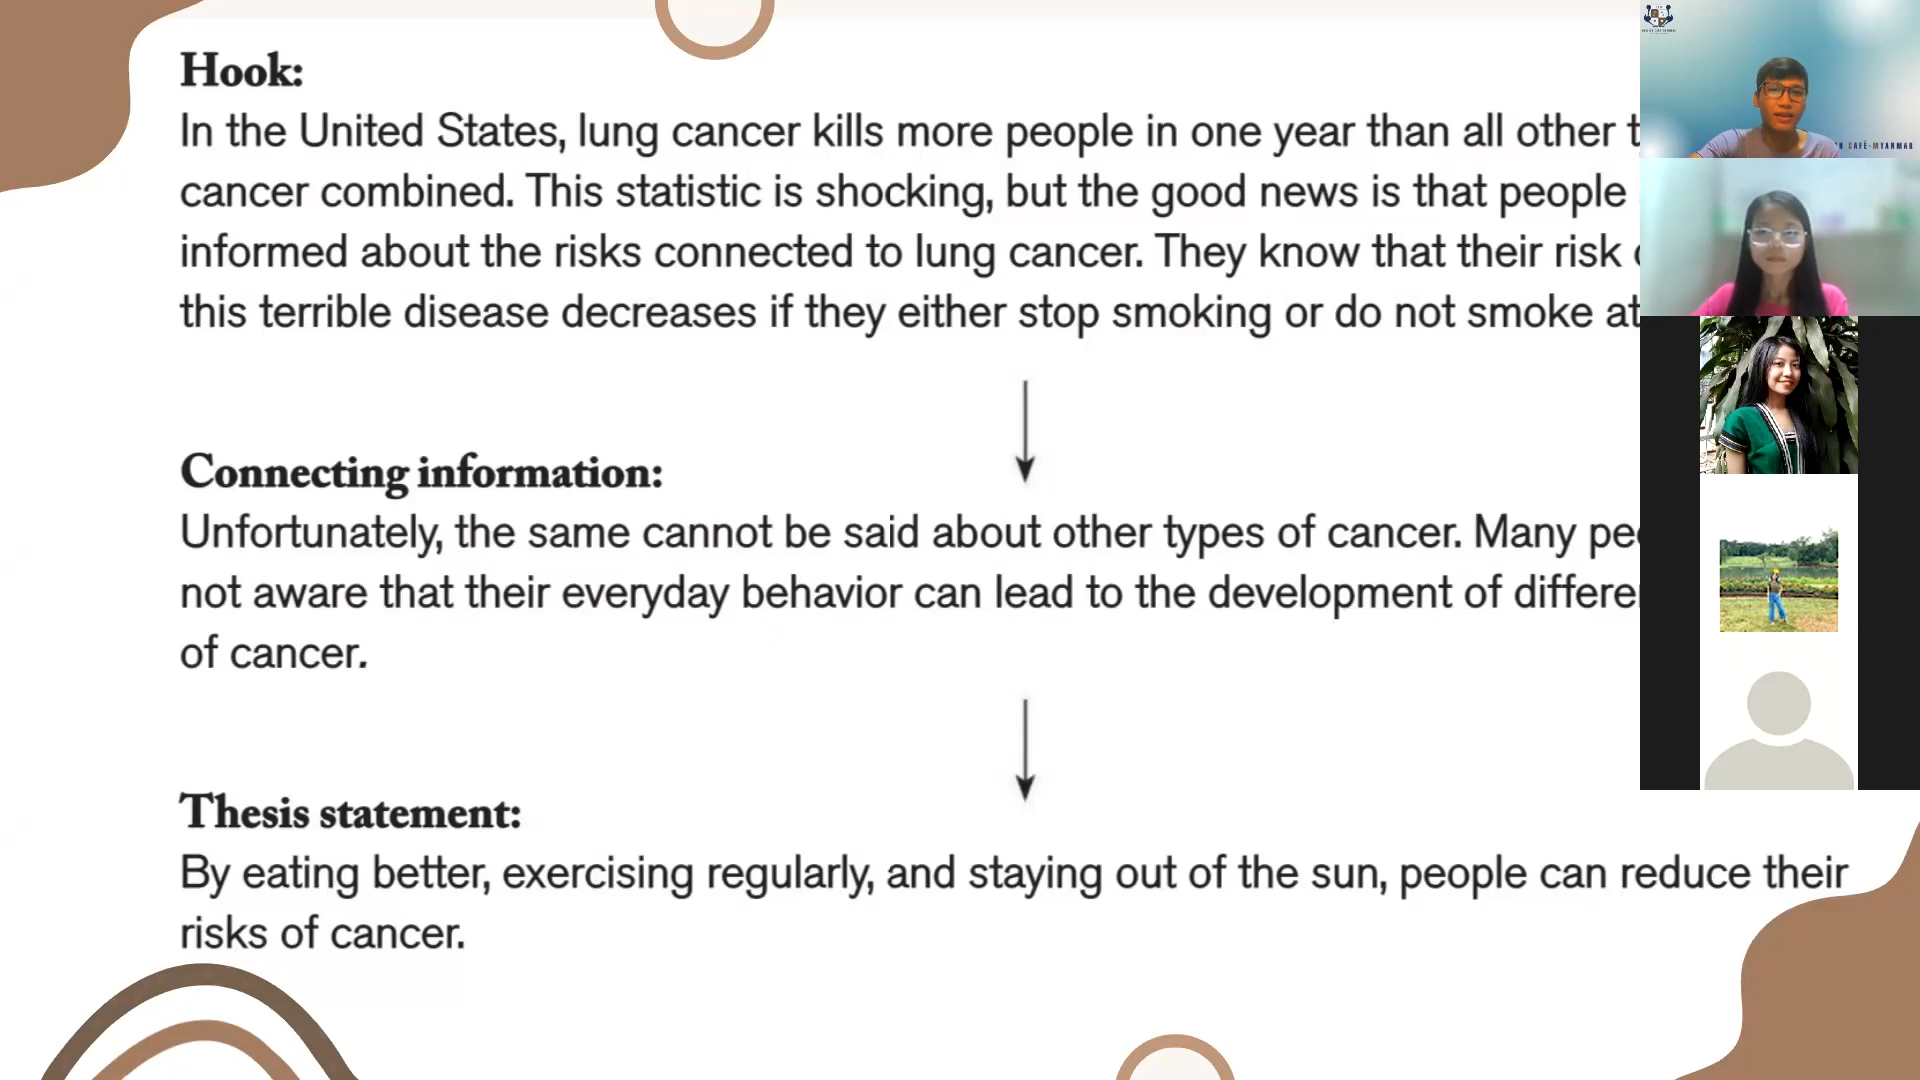 Hook:
In the United States, lung cancer kills more people in one year than all other
cancer combined. This statistic is shocking, but the good news is that people
informed about the risks connected to lung cancer. They know that their risk
this terrible disease decreases if they either stop smoking or do not smoke at
Connecting information:
Unfortunately, the same cannot be said about other types of cancer. Many
not aware that their everyday behavior can lead to the development of
of cancer.
Thesis statement:
By eating better, exercising regularly, and staying out of the sun, people can reduce their
risks of cancer.
CAFÉ-MYANMAR